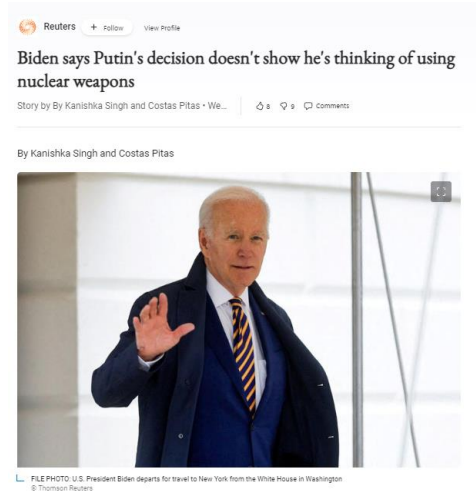 Reuters + Follow View Profile
Biden says Putin's decision doesn't show he's thinking of using
nuclear weapons
Story by By Kanishka Singh and Costas Pitas • We... 8 9 Comments
By Kanishka Singh and Costas Pitas
FILE PHOTO: U.S. President Biden departs for travel to New York from the White House in Washington
© Thomson Reuters